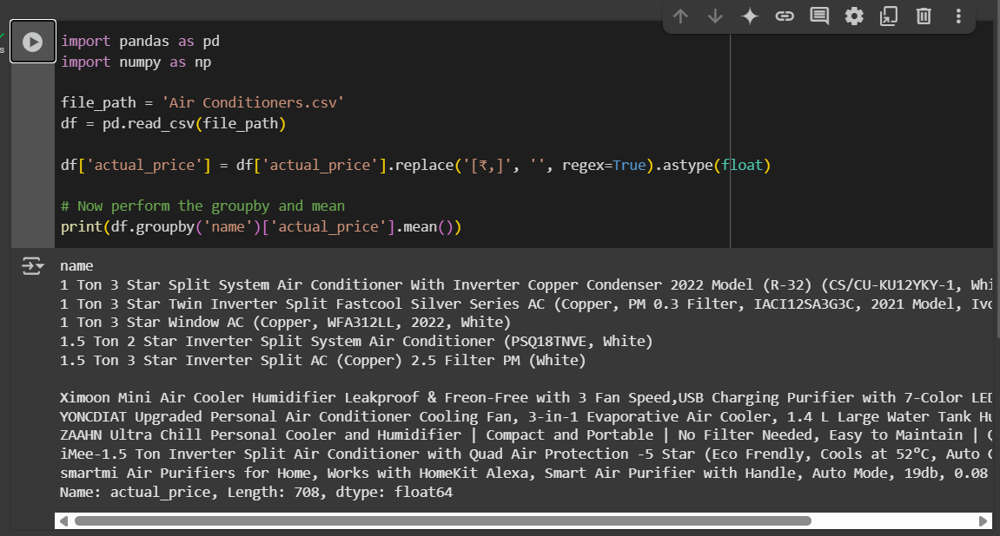 import pandas as pd
import numpy as np
file_path = 'Air Conditioners.csv'
df = pd.read_csv(file_path)
df['actual_price'] = df['actual_price'].replace('[₹,]', '', regex=True).astype(float)
# Now perform the groupby and mean
print(df.groupby('name')['actual_price'].mean())
name
1 Ton 3 Star Split System Air Conditioner With Inverter Copper Condenser 2022 Model (R-32) (CS/CU-KU12YKY-1, Whi
1 Ton 3 Star Twin Inverter Split Fastcool Silver Series AC (Copper, PM 0.3 Filter, IACI12SA3G3C, 2021 Model, Ivo
1 Ton 3 Star Window AC (Copper, WFA312LL, 2022, White)
1.5 Ton 2 Star Inverter Split System Air Conditioner (PSQ18TNVE, White)
1.5 Ton 3 Star Inverter Split AC (Copper) 2.5 Filter PM (White)
Ximoon Mini Air Cooler Humidifier Leakproof & Freon-Free with 3 Fan Speed,USB Charging Purifier with 7-Color LED
YONCDIAT Upgraded Personal Air Conditioner Cooling Fan, 3-in-1 Evaporative Air Cooler, 1.4 L Large Water Tank Hu
ZAAHN Ultra Chill Personal Cooler and Humidifier | Compact and Portable | No Filter Needed, Easy to Maintain |
iMee-1.5 Ton Inverter Split Air Conditioner with Quad Air Protection -5 Star (Eco Frendly, Cools at 52°C, Auto
smartmi Air Purifiers for Home, Works with HomeKit Alexa, Smart Air Purifier with Handle, Auto Mode, 19db, 0.08
Name: actual_price, Length: 708, dtype: float64